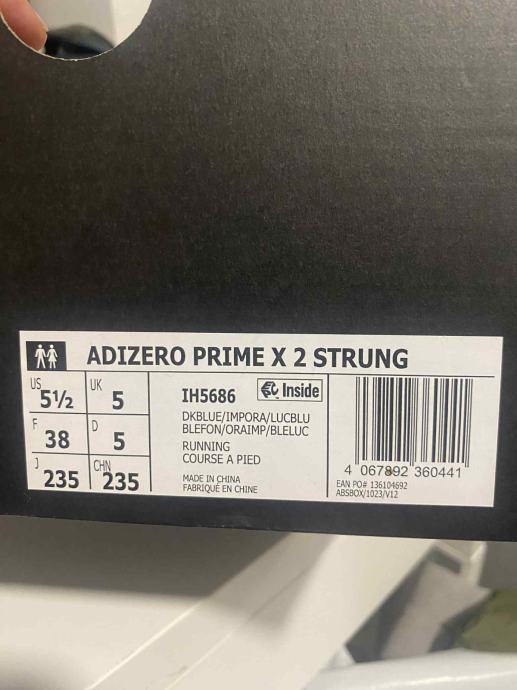 ADIZERO PRIME X 2 STRUNG
US 5½ UK 5
F 38 D 5
J 235 CHN 235
IH5686 Inside
DKBLUE/IMPORA/LUCBLU
BLEFON/ORAIMP/BLELUC
RUNNING
COURSE A PIED
MADE IN CHINA
FABRIQUÉ EN CHINE
4 067892 360441
EAN PO# 136104692
ABSBOX/1023/V12